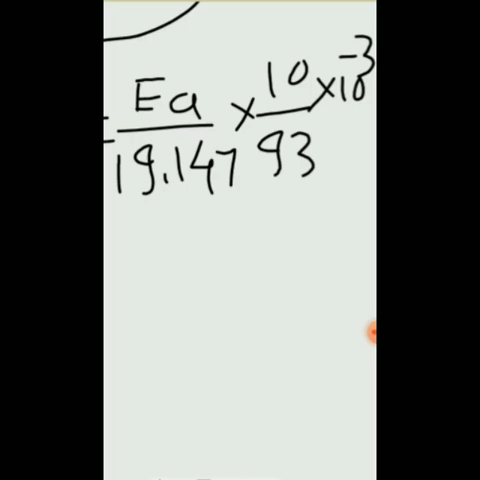 = Ea/19.147 × 10/93 × 10⁻³